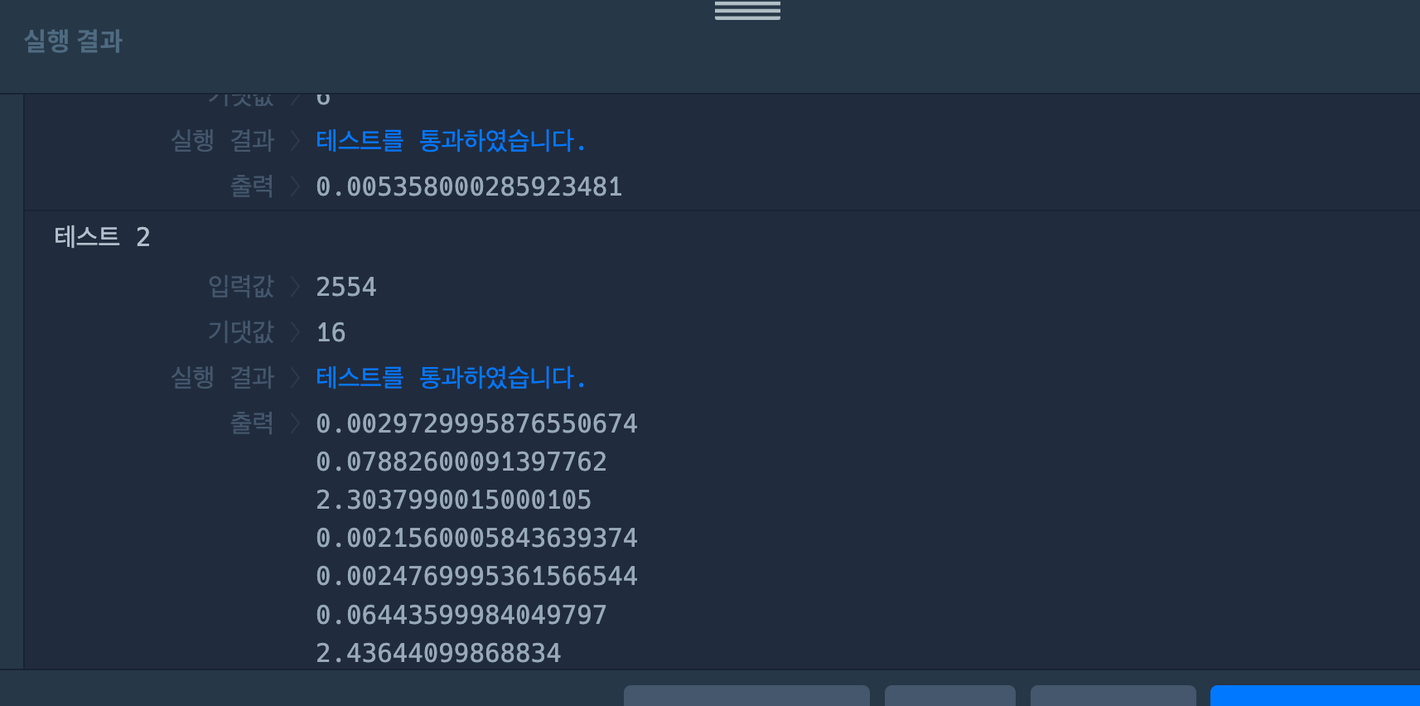 실행 결과
기댓값 〉 6
실행 결과 〉 테스트를 통과하였습니다.
출력 〉 0.005358000285923481
테스트 2
입력값 〉 2554
기댓값 〉 16
실행 결과 〉 테스트를 통과하였습니다.
출력 〉 0.0029729995876550674
0.07882600091397762
2.3037990015000105
0.0021560005843639374
0.0024769995361566544
0.06443599984049797
2.43644099868834